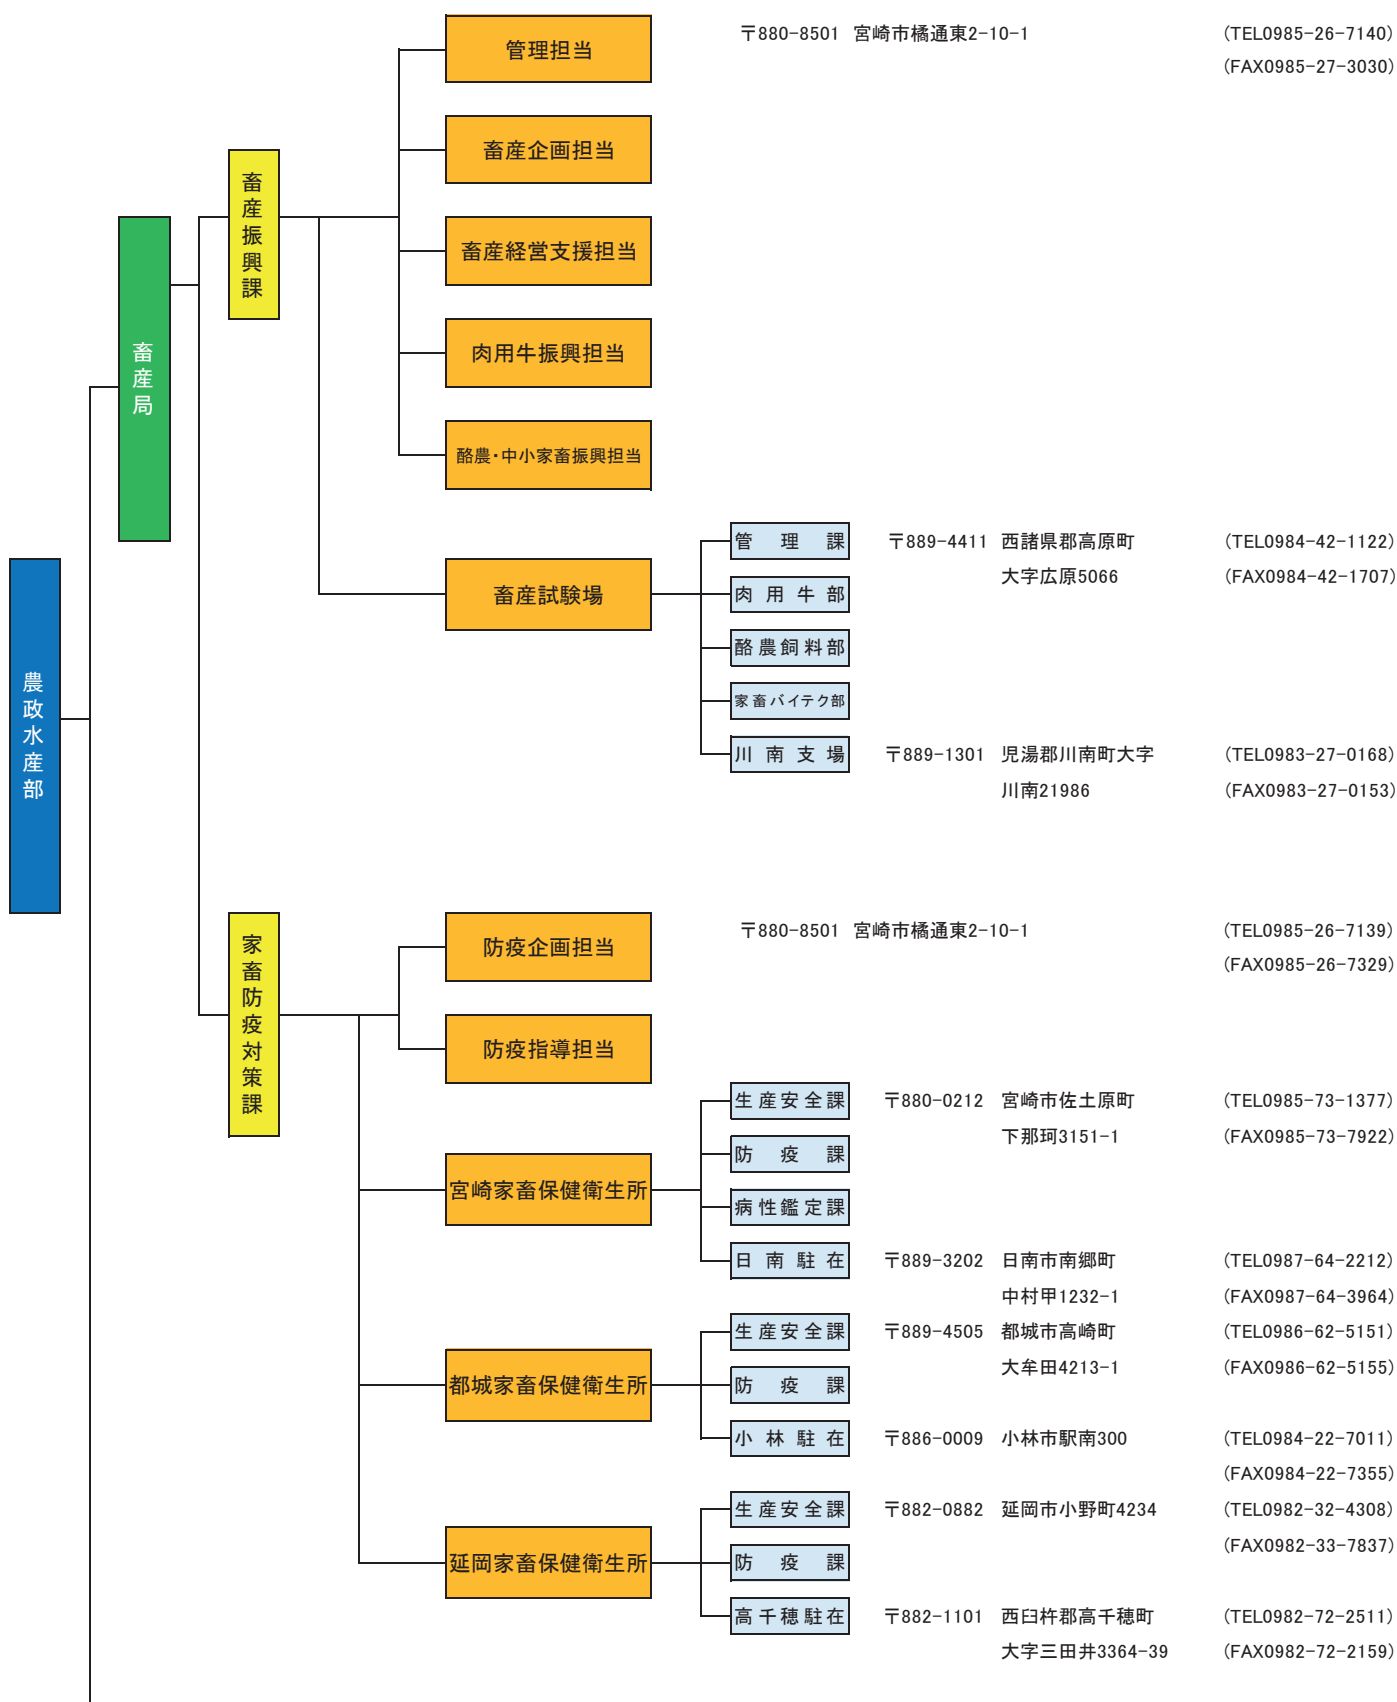 農政水産部
畜産局
畜産振興課
管理担当
〒880-8501 宮崎市橘通東2-10-1 (TEL0985-26-7140)
(FAX0985-27-3030)
畜産企画担当
畜産経営支援担当
肉用牛振興担当
酪農・中小家畜振興担当
畜産試験場
管理課 〒889-4411 西諸県郡高原町 (TEL0984-42-1122)
大字広原5066 (FAX0984-42-1707)
肉用牛部
酪農飼料部
家畜バイテク部
川南支場 〒889-1301 児湯郡川南町大字 (TEL0983-27-0168)
川南21986 (FAX0983-27-0153)
家畜防疫対策課
防疫企画担当
〒880-8501 宮崎市橘通東2-10-1 (TEL0985-26-7139)
(FAX0985-26-7329)
防疫指導担当
宮崎家畜保健衛生所
生産安全課 〒880-0212 宮崎市佐土原町 (TEL0985-73-1377)
下那珂3151-1 (FAX0985-73-7922)
防疫課
病性鑑定課
日南駐在 〒889-3202 日南市南郷町 (TEL0987-64-2212)
中村甲1232-1 (FAX0987-64-3964)
都城家畜保健衛生所
生産安全課 〒889-4505 都城市高崎町 (TEL0986-62-5151)
大牟田4213-1 (FAX0986-62-5155)
防疫課
小林駐在 〒886-0009 小林市駅南300 (TEL0984-22-7011)
(FAX0984-22-7355)
延岡家畜保健衛生所
生産安全課 〒882-0882 延岡市小野町4234 (TEL0982-32-4308)
(FAX0982-33-7837)
防疫課
高千穂駐在 〒882-1101 西臼杵郡高千穂町 (TEL0982-72-2511)
大字三田井3364-39 (FAX0982-72-2159)